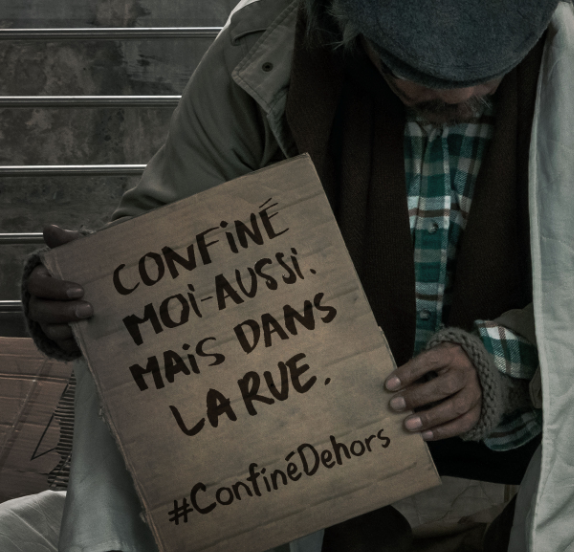 CONFINÉ
MOI-AUSSI.
MAIS DANS
LA RUE.
#ConfinéDehors